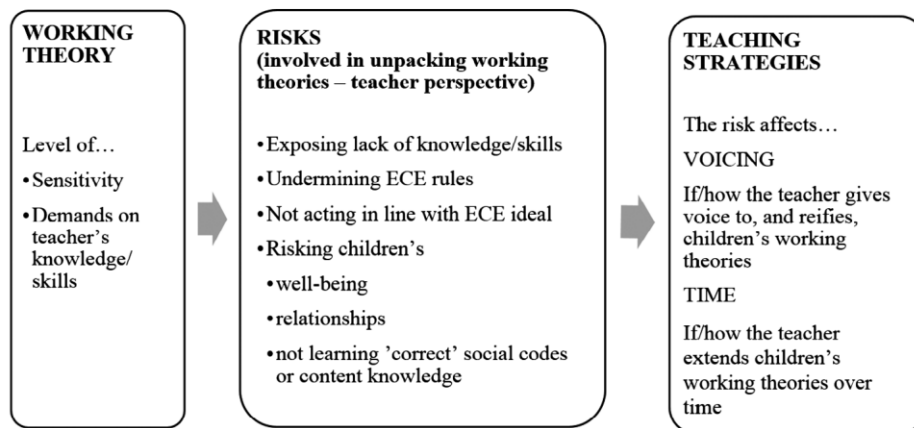 WORKING
THEORY
Level of…
•Sensitivity
•Demands on
teacher's
knowledge/
skills
RISKS
(involved in unpacking working
theories – teacher perspective)
•Exposing lack of knowledge/skills
•Undermining ECE rules
•Not acting in line with ECE ideal
•Risking children's
•well-being
•relationships
•not learning 'correct' social codes
or content knowledge
TEACHING
STRATEGIES
The risk affects…
VOICING
If/how the teacher gives
voice to, and reifies,
children's working
theories
TIME
If/how the teacher
extends children's
working theories over
time